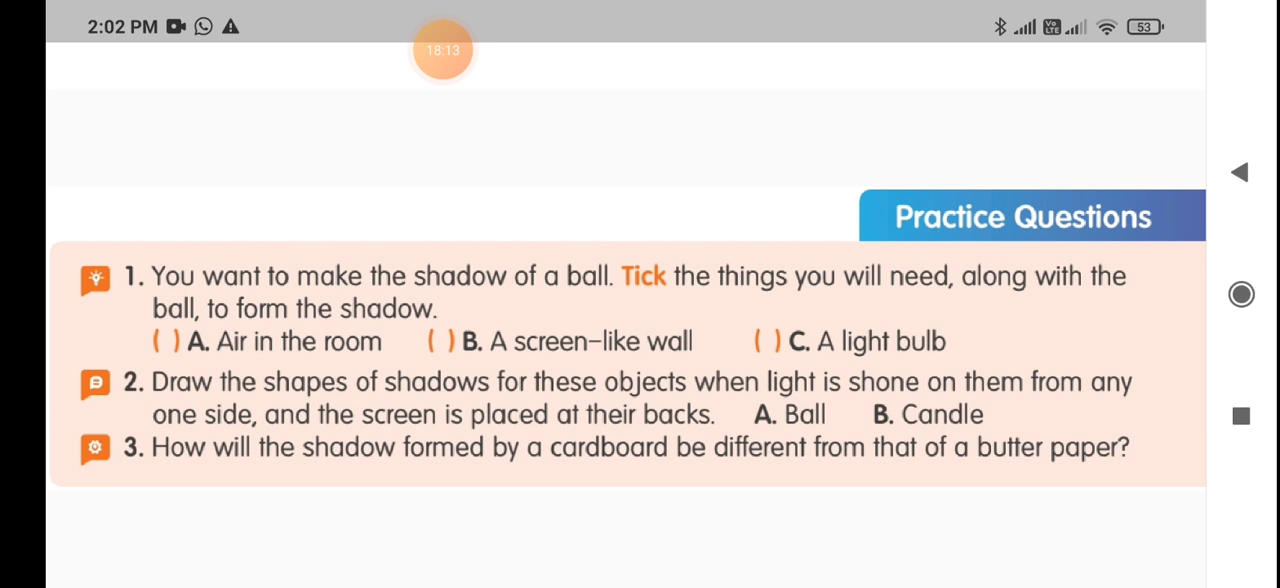 2:02 PM
18:13
Vo LTE
53
Practice Questions
1. You want to make the shadow of a ball. Tick the things you will need, along with the
ball, to form the shadow.
( ) A. Air in the room ( ) B. A screen-like wall ( ) C. A light bulb
2. Draw the shapes of shadows for these objects when light is shone on them from any
one side, and the screen is placed at their backs. A. Ball B. Candle
3. How will the shadow formed by a cardboard be different from that of a butter paper?